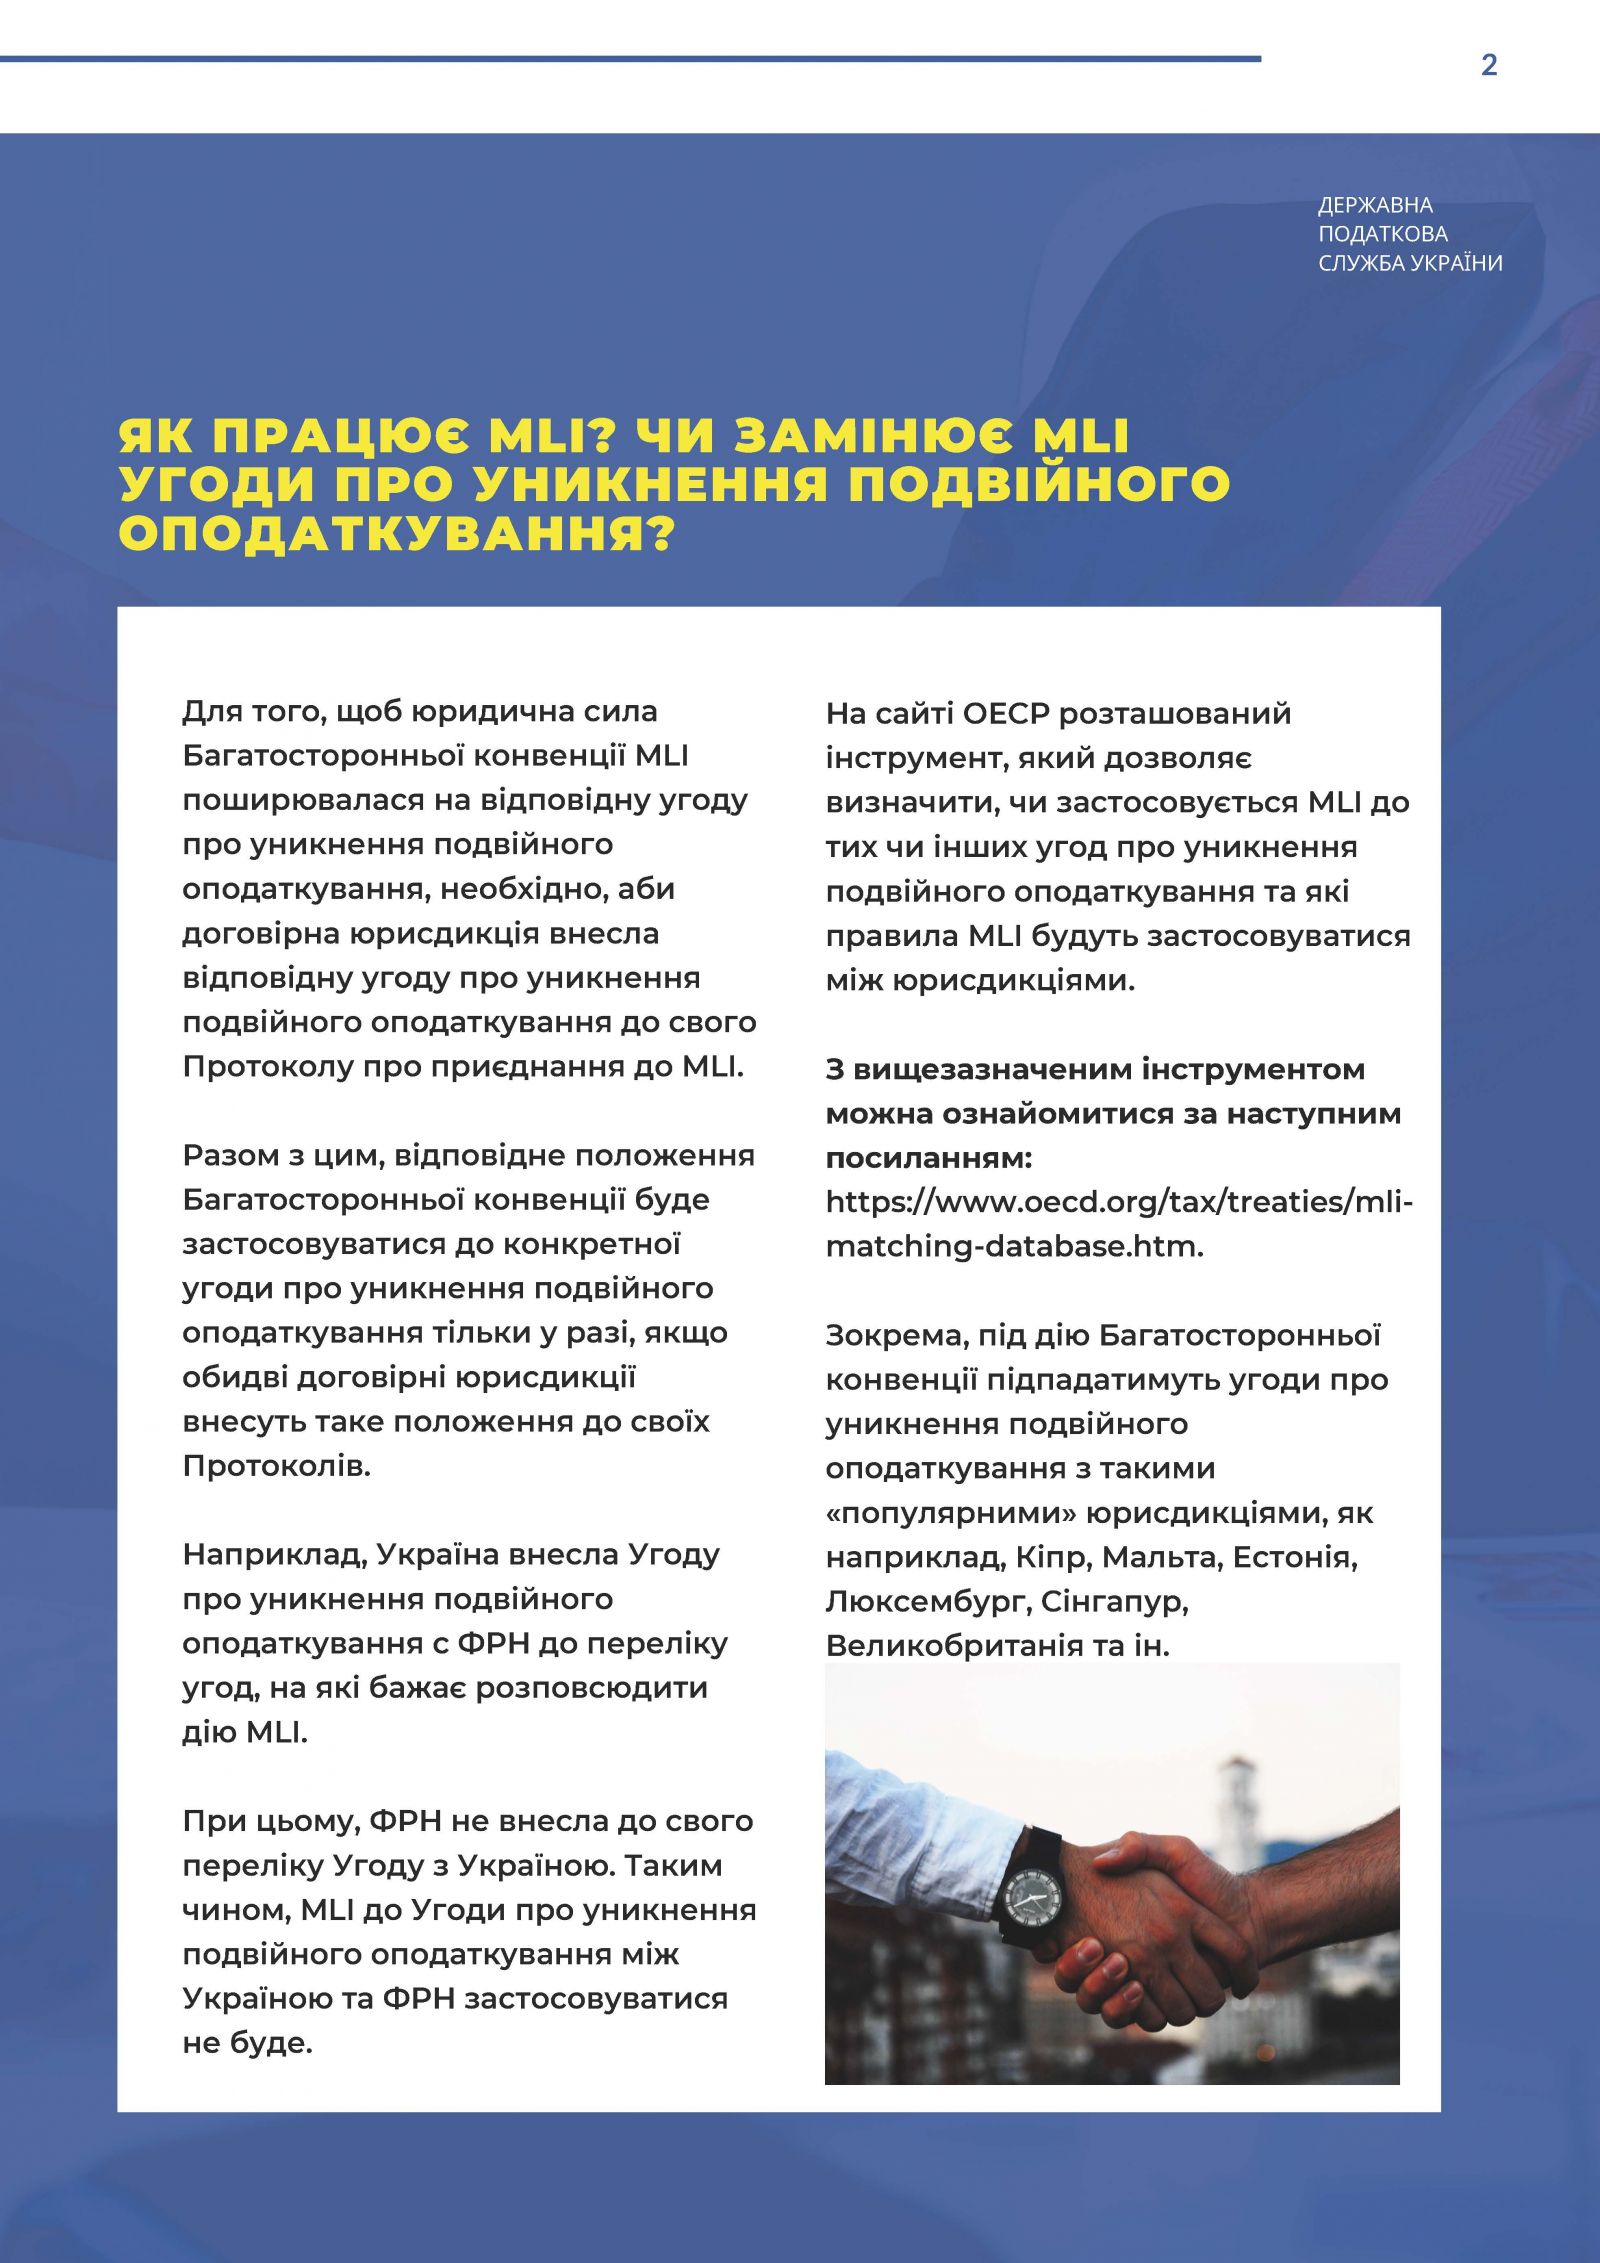 2
ДЕРЖАВНА
ПОДАТКОВА
СЛУЖБА УКРАЇНИ
ЯК ПРАЦЮЄ MLI? ЧИ ЗАМІНЮЄ MLI
УГОДИ ПРО УНИКНЕННЯ ПОДВІЙНОГО
ОПОДАТКУВАННЯ?
Для того, щоб юридична сила
Багатосторонньої конвенції MLI
поширювалася на відповідну угоду
про уникнення подвійного
оподаткування, необхідно, аби
договірна юрисдикція внесла
відповідну угоду про уникнення
подвійного оподаткування до свого
Протоколу про приєднання до MLI.
Разом з цим, відповідне положення
Багатосторонньої конвенції буде
застосовуватися до конкретної
угоди про уникнення подвійного
оподаткування тільки у разі, якщо
обидві договірні юрисдикції
внесуть таке положення до своїх
Протоколів.
Наприклад, Україна внесла Угоду
про уникнення подвійного
оподаткування с ФРН до переліку
угод, на які бажає розповсюдити
дію MLI.
При цьому, ФРН не внесла до свого
переліку Угоду з Україною. Таким
чином, MLI до Угоди про уникнення
подвійного оподаткування між
Україною та ФРН застосовуватися
не буде.
На сайті ОЕСР розташований
інструмент, який дозволяє
визначити, чи застосовується MLI до
тих чи інших угод про уникнення
подвійного оподаткування та які
правила MLI будуть застосовуватися
між юрисдикціями.
З вищезазначеним інструментом
можна ознайомитися за наступним
посиланням:
https://www.oecd.org/tax/treaties/mli-
matching-database.htm.
Зокрема, під дію Багатосторонньої
конвенції підпадатимуть угоди про
уникнення подвійного
оподаткування з такими
«популярними» юрисдикціями, як
наприклад, Кіпр, Мальта, Естонія,
Люксембург, Сінгапур,
Великобританія та ін.